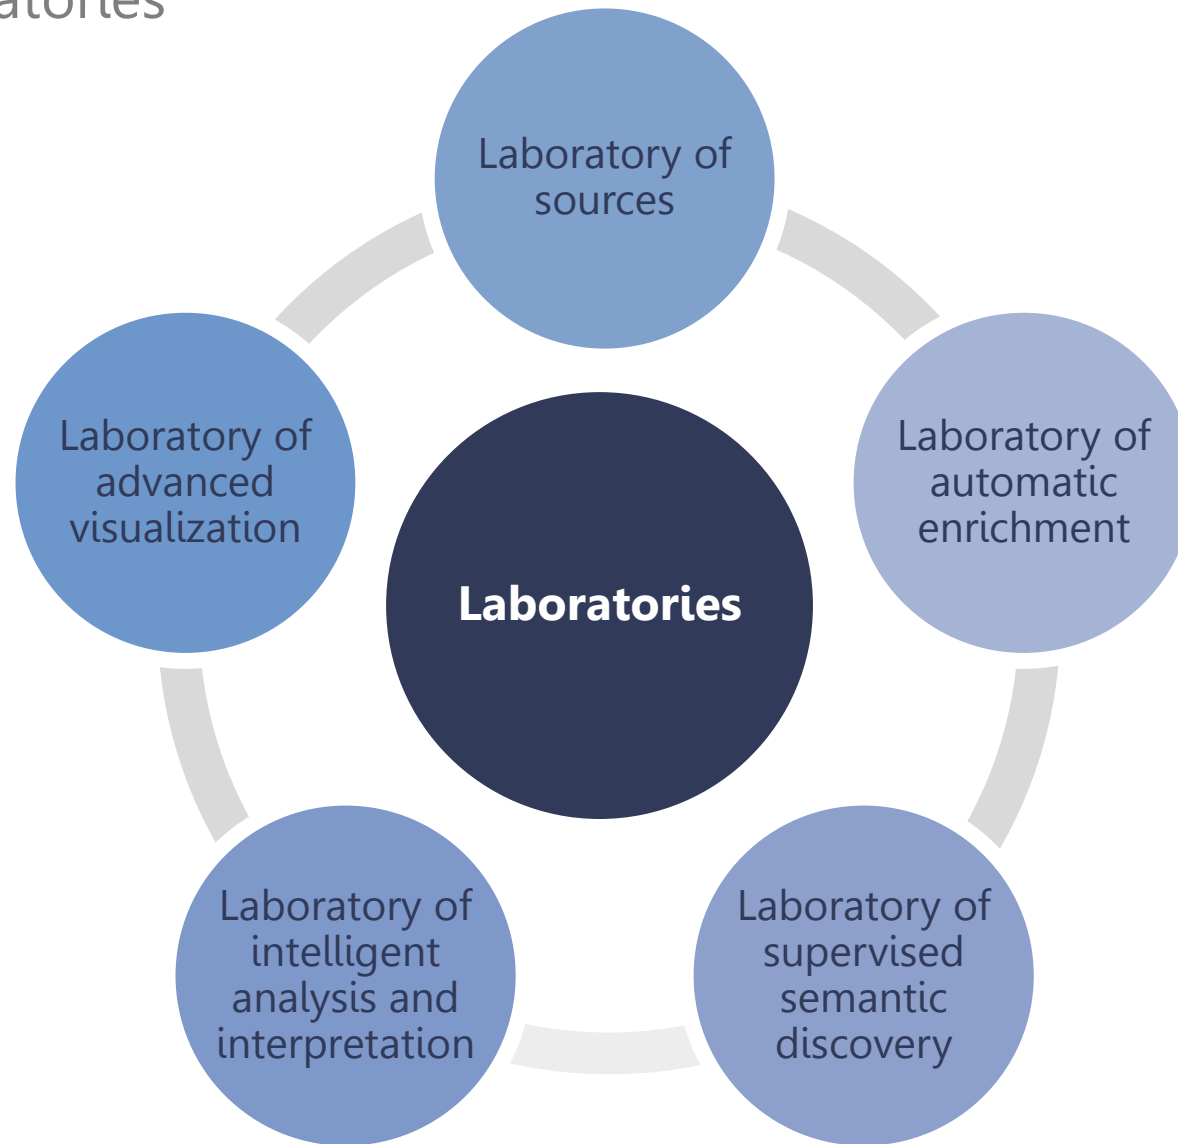 Laboratory of
sources
Laboratory of
automatic
enrichment
Laboratory of
supervised
semantic
discovery
Laboratory of
intelligent
analysis and
interpretation
Laboratory of
advanced
visualization
Laboratories